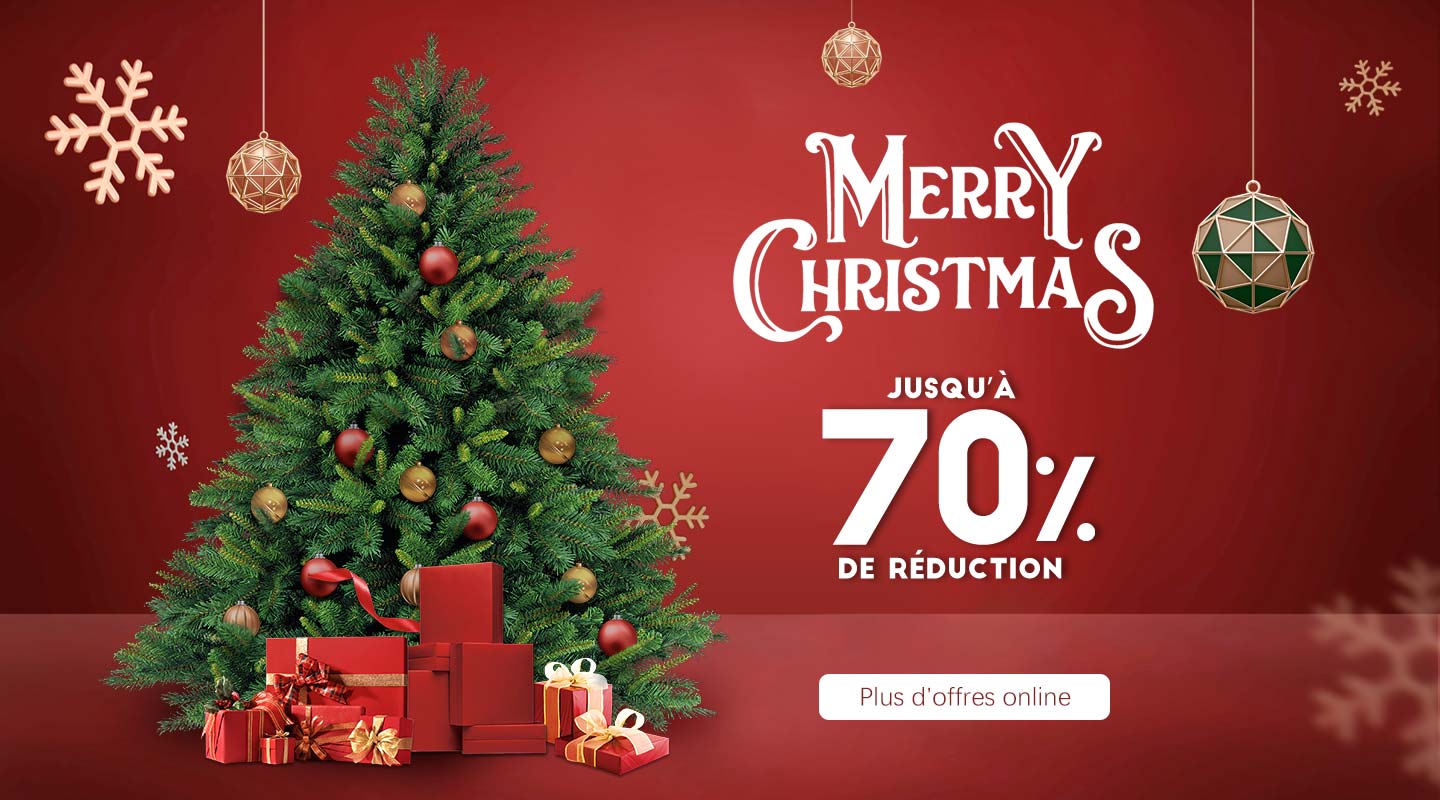 MERRY
CHRISTMAS
JUSQU'À
70%
DE RÉDUCTION
Plus d'offres online